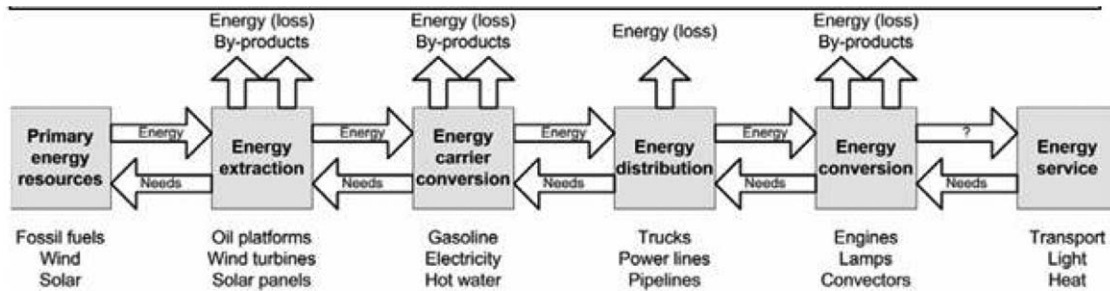 Energy (loss)
By-products
Energy (loss)
By-products
Energy (loss)
Energy (loss)
By-products
Primary
energy
resources
Energy
Needs
Energy
extraction
Energy
Needs
Energy
carrier
conversion
Energy
Needs
Energy
distribution
Energy
Needs
Energy
conversion
?
Needs
Energy
service
Fossil fuels
Wind
Solar
Oil platforms
Wind turbines
Solar panels
Gasoline
Electricity
Hot water
Trucks
Power lines
Pipelines
Engines
Lamps
Convectors
Transport
Light
Heat